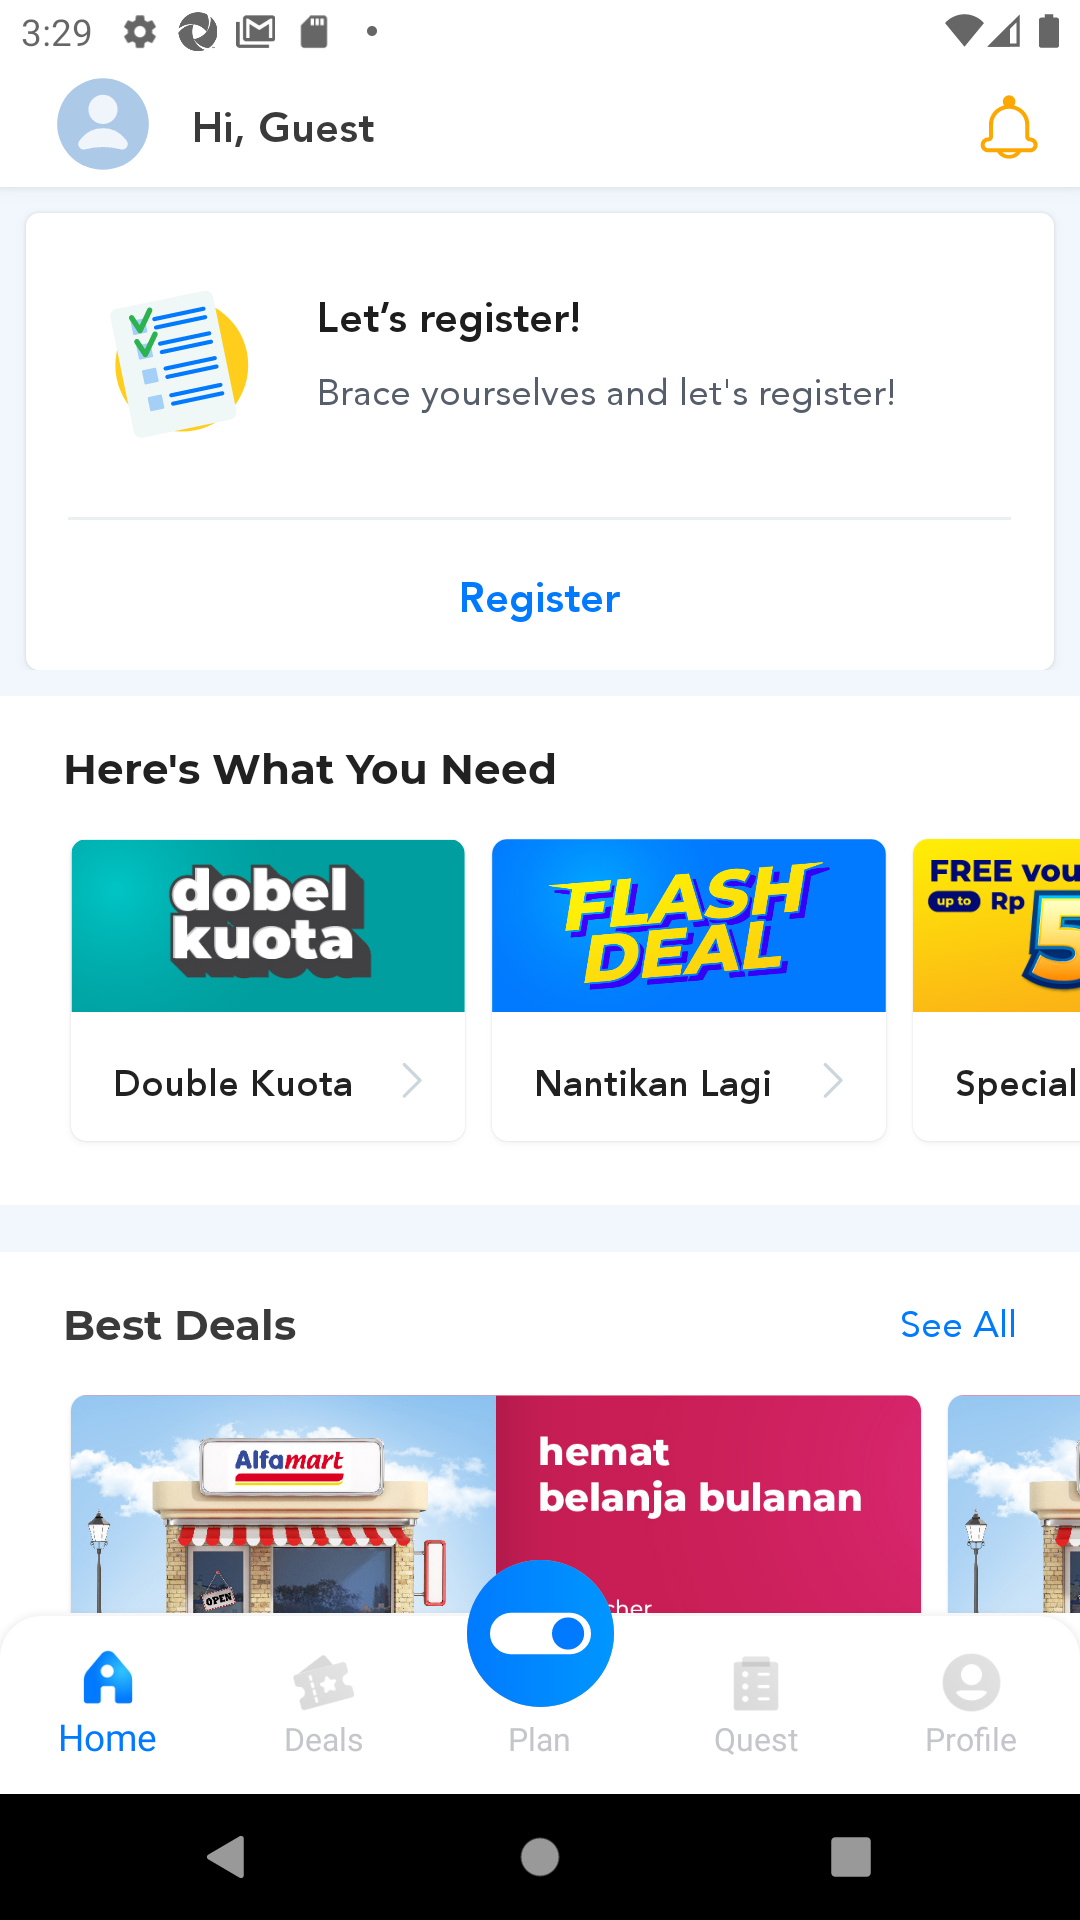 3:29
Hi, Guest
Let's register!
Brace yourselves and let's register!
Register
Here's What You Need
dobel
kuota
FLASH
DEAL
FREE vou
up to Rp
5
Double Kuota
Nantikan Lagi
Special
Best Deals
See All
Alfamart
hemat
belanja bulanan
OPEN
cher
Home
Deals
Plan
Quest
Profile